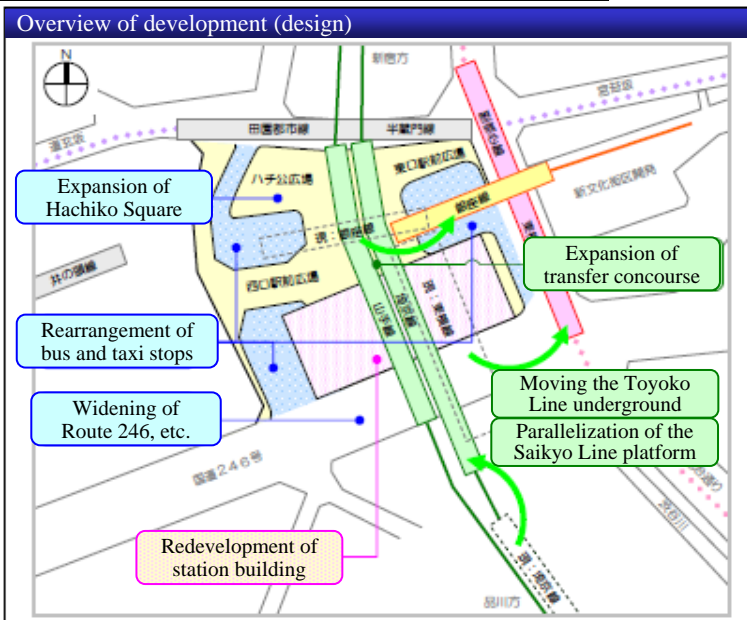 Overview of development (design)
N
新宿方
宮益坂
道玄坂
田園都市線
半蔵門線
ハチ公広場
東口駅前広場
新文化街区開発
Expansion of
Hachiko Square
銀座線
現:銀座線
井の頭線
西口駅前広場
Expansion of
transfer concourse
山手線
埼京線
現:東横線
Rearrangement of
bus and taxi stops
Moving the Toyoko
Line underground
Widening of
Route 246, etc.
Parallelization of the
Saikyo Line platform
国道246号
渋谷川
Redevelopment of
station building
現:埼京線
品川方